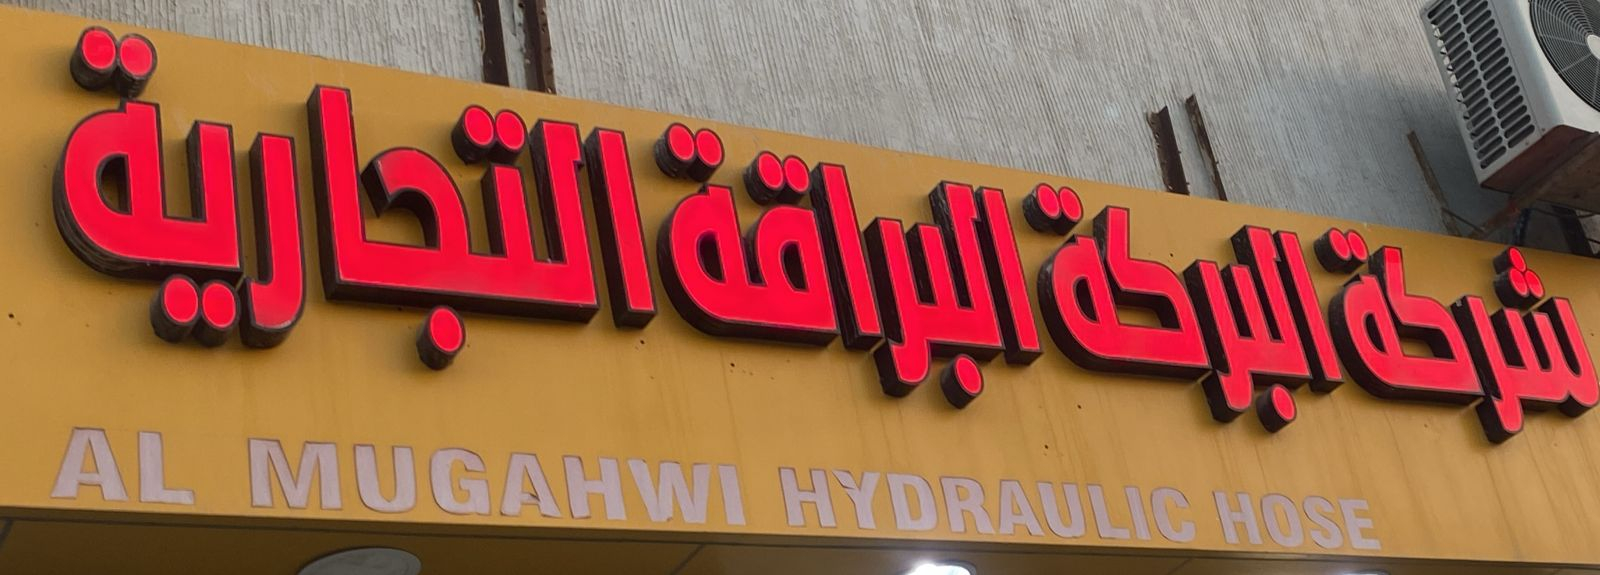 شركة البركة البراقة التجارية
AL MUGAHWI HYDRAULIC HOSE